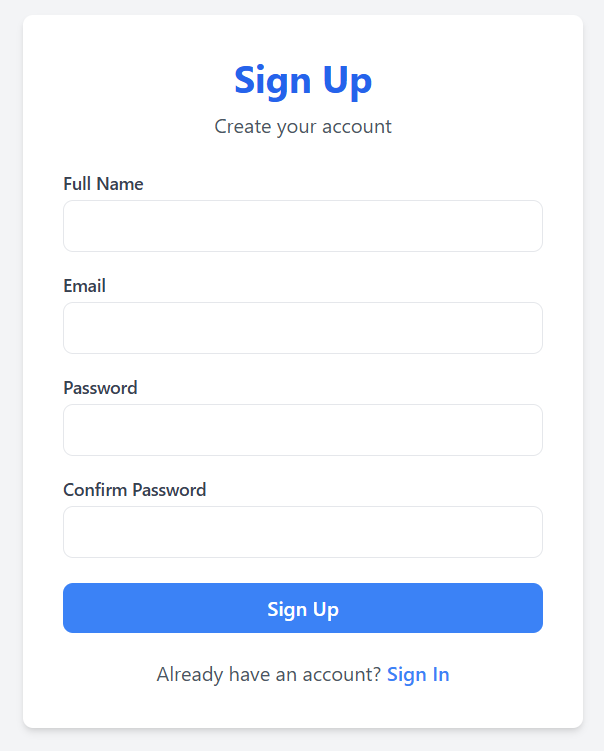 Sign Up
Create your account
Full Name
Email
Password
Confirm Password
Sign Up
Already have an account? Sign In